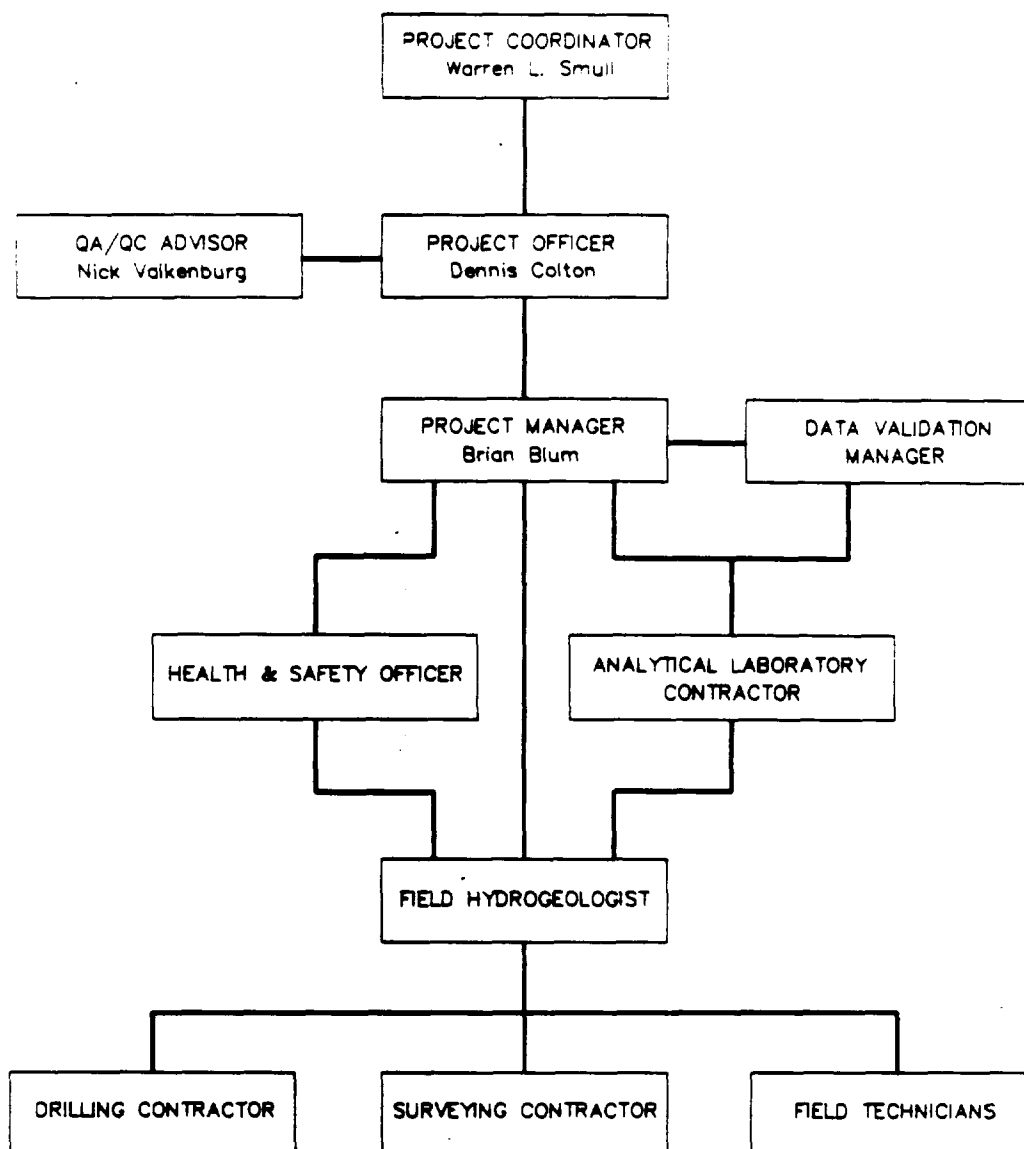 PROJECT COORDINATOR
Warren L. Smull
QA/QC ADVISOR
Nick Valkenburg
PROJECT OFFICER
Dennis Colton
PROJECT MANAGER
Brian Blum
DATA VALIDATION
MANAGER
HEALTH & SAFETY OFFICER
ANALYTICAL LABORATORY
CONTRACTOR
FIELD HYDROGEOLOGIST
DRILLING CONTRACTOR
SURVEYING CONTRACTOR
FIELD TECHNICIANS